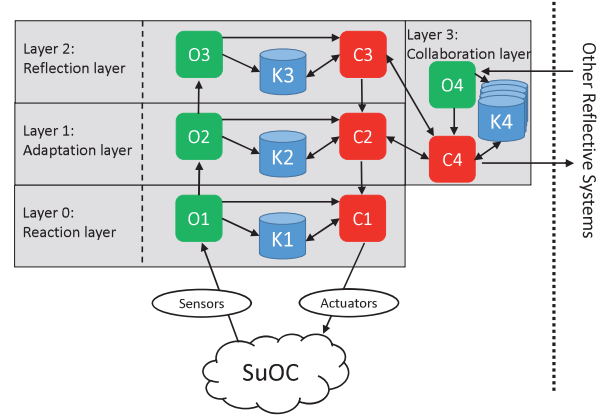 Layer 2:
Reflection layer
O3
K3
C3
Layer 3:
Collaboration layer
O4
K4
C4
Layer 1:
Adaptation layer
O2
K2
C2
Layer 0:
Reaction layer
O1
K1
C1
Sensors
Actuators
SuOC
Other Reflective Systems